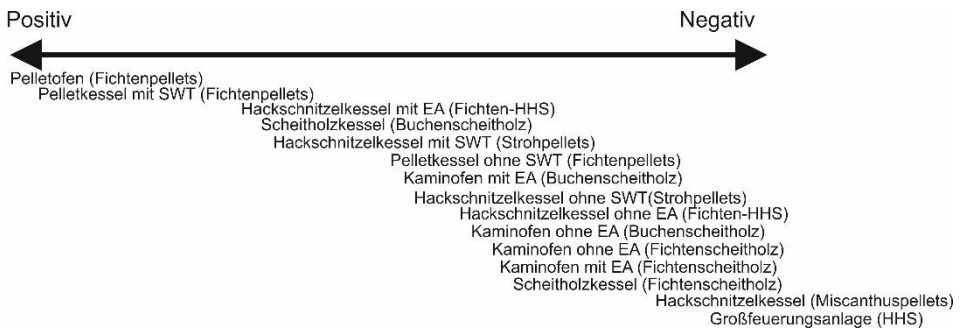 Positiv Negativ
Pelletofen (Fichtenpellets)
Pelletkessel mit SWT (Fichtenpellets)
Hackschnitzelkessel mit EA (Fichten-HHS)
Scheitholzkessel (Buchenscheitholz)
Hackschnitzelkessel mit SWT (Strohpellets)
Pelletkessel ohne SWT (Fichtenpellets)
Kaminofen mit EA (Buchenscheitholz)
Hackschnitzelkessel ohne SWT(Strohpellets)
Hackschnitzelkessel ohne EA (Fichten-HHS)
Kaminofen ohne EA (Buchenscheitholz)
Kaminofen ohne EA (Fichtenscheitholz)
Kaminofen mit EA (Fichtenscheitholz)
Scheitholzkessel (Fichtenscheitholz)
Hackschnitzelkessel (Miscanthuspellets)
Großfeuerungsanlage (HHS)